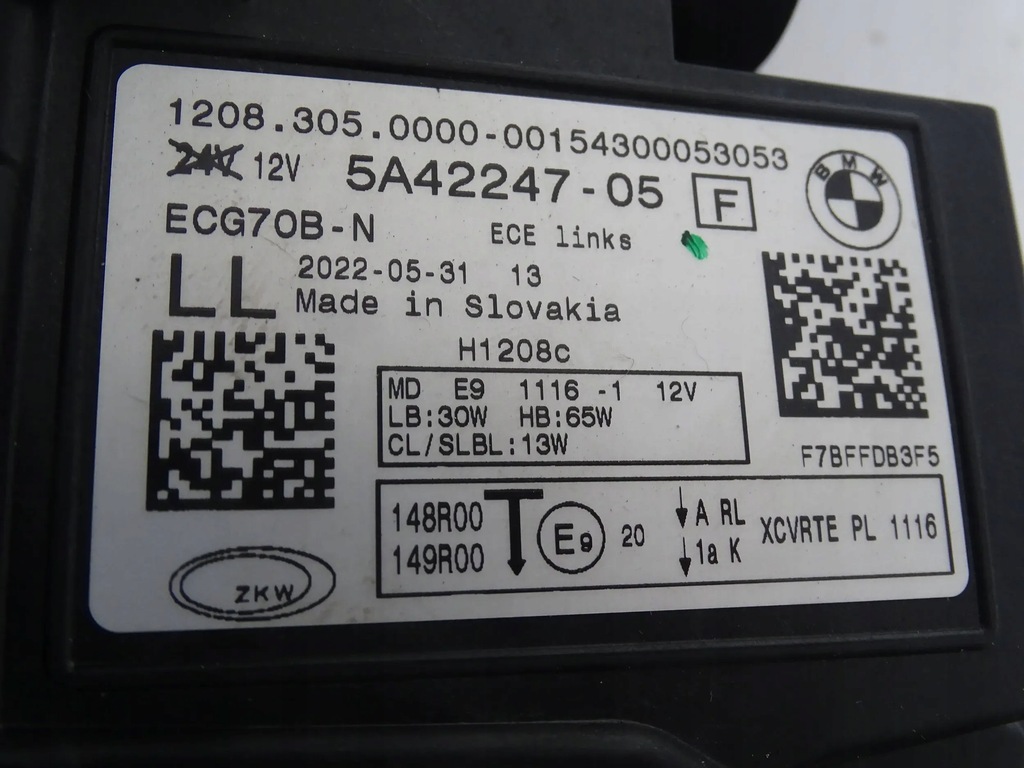 1208.305.0000-00154300053053
24V 12V 5A42247-05 F
BMW
ECG70B-N ECE links
LL 2022-05-31 13
Made in Slovakia
H1208c
MD E9 1116 -1 12V
LB:30W HB:65W
CL/SLBL:13W
F7BFFDB3F5
148R00 T E9 20 ↓A RL XCVRTE PL 1116
149R00 ↓1a K
ZKW